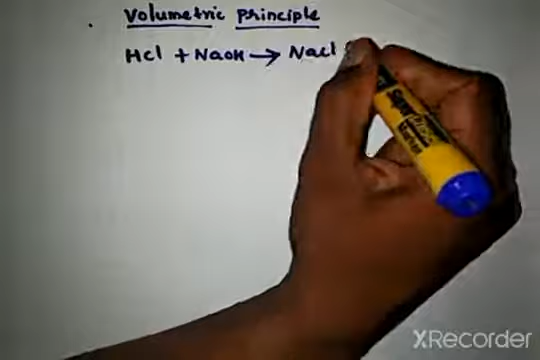 Volumetric principle
Hcl + Naoh → Nacl
XRecorder